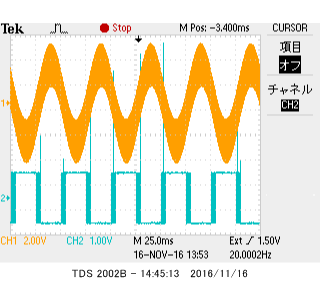 Tek Stop M Pos: -3.400ms CURSOR
項目
オフ
チャネル
CH2
1
2
CH1 2.00V CH2 1.00V M 25.0ms Ext 1.50V
16-NOV-16 13:53 20.0002Hz
TDS 2002B - 14:45:13 2016/11/16